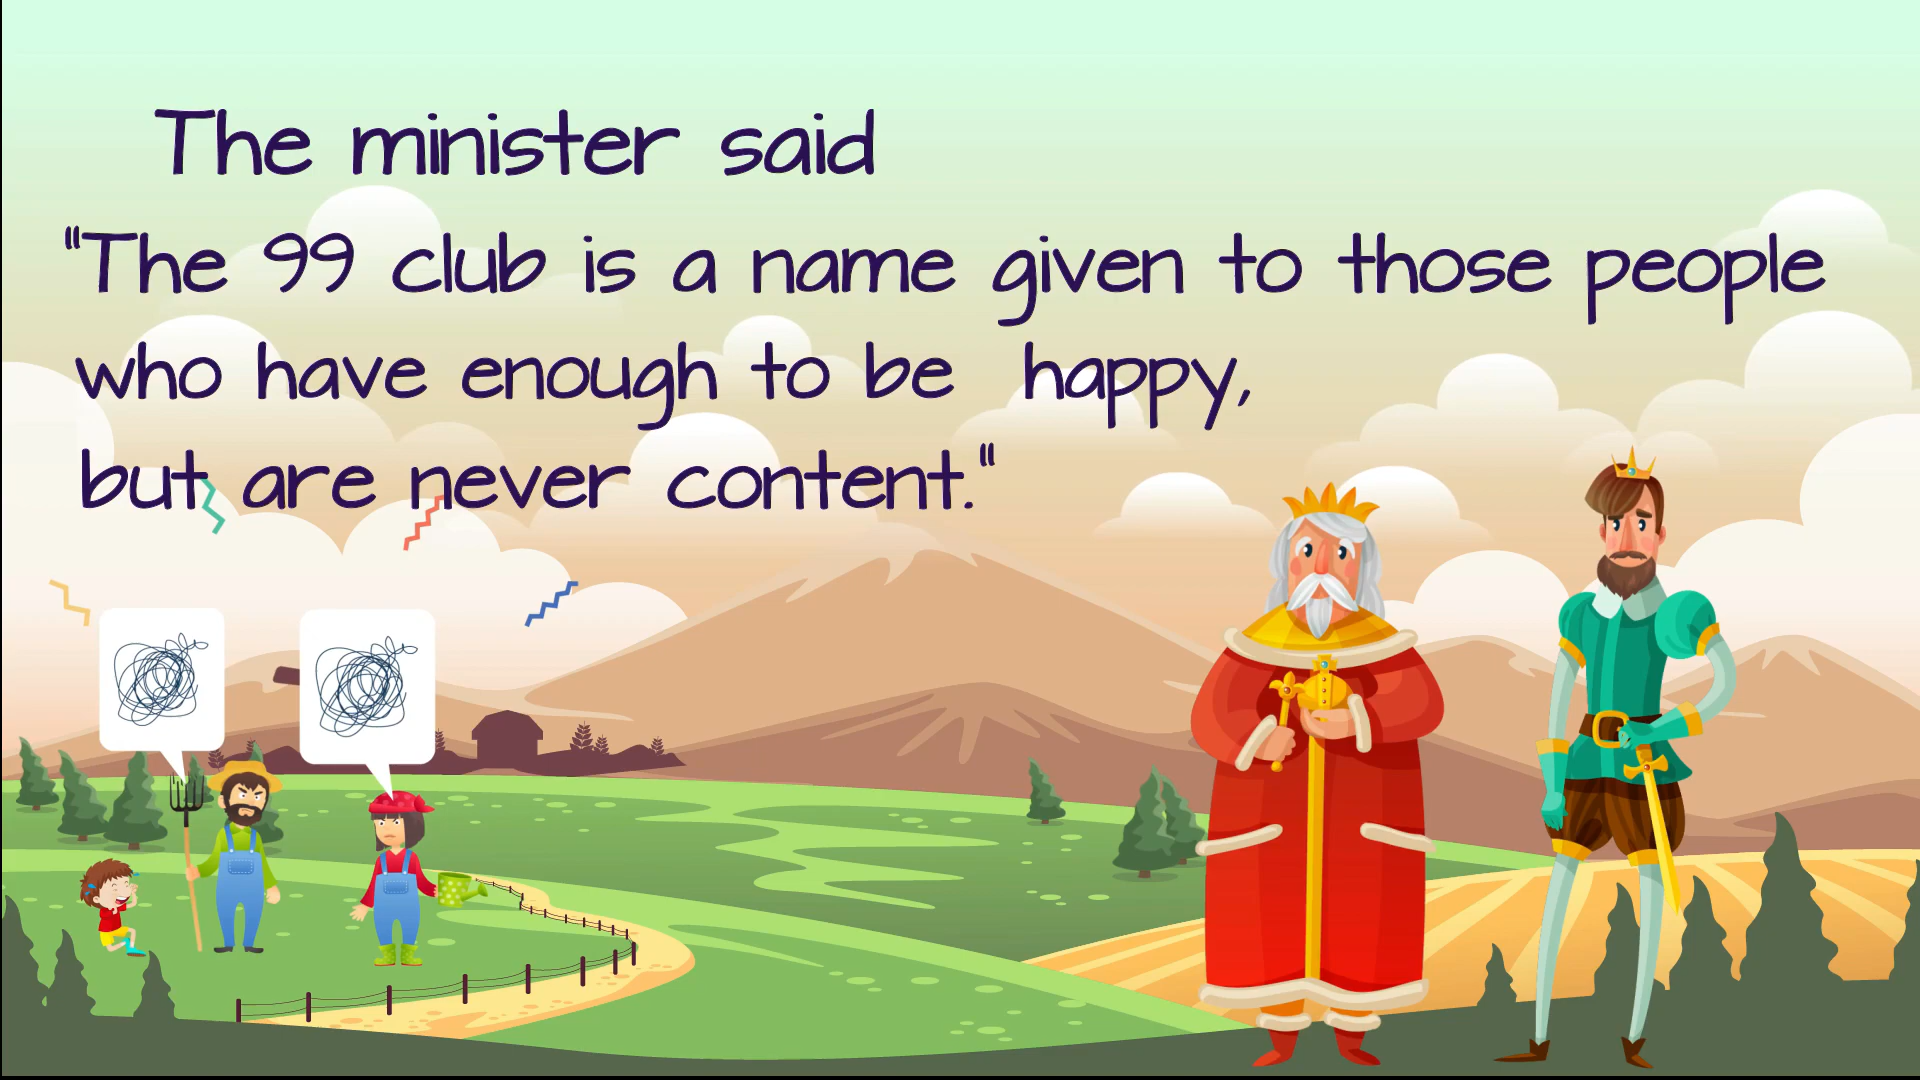 The minister said
"The 99 club is a name given to those people
who have enough to be happy,
but are never content."